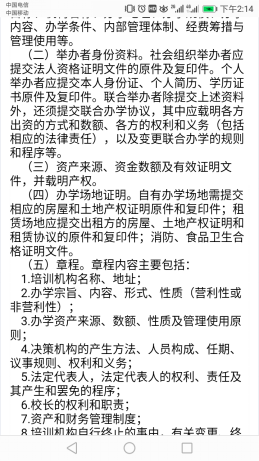 中国电信
中国移动
下午2:14
内容、办学条件、内部管理体制、经费筹措与
管理使用等。
（二）举办者身份资料。社会组织举办者应
提交法人资格证明文件的原件及复印件。个人
举办者应提交本人身份证、个人简历、学历证
书原件及复印件。联合举办者除提交上述资料
外，还须提交联合办学协议，其中应载明各方
出资的方式和数额、各方的权利和义务（包括
相应的法律责任），以及变更联合办学的规则
和程序等。
（三）资产来源、资金数额及有效证明文
件，并载明产权。
（四）办学场地证明。自有办学场地需提交
相应的房屋和土地产权证明原件和复印件；租
赁场地应提交出租方的房屋、土地产权证明和
租赁协议的原件和复印件；消防、食品卫生合
格证明文件。
（五）章程。章程内容主要包括：
1.培训机构名称、地址；
2.办学宗旨、内容、形式、性质（营利性或
非营利性）；
3.办学资产来源、数额、性质及管理使用原
则；
4.决策机构的产生方法、人员构成、任期、
议事规则、权利和义务；
5.法定代表人，法定代表人的权利、责任及
其产生和罢免的程序；
6.校长的权利和职责；
7.资产和财务管理制度；
8.培训机构自行终止的事由，有关变更、终